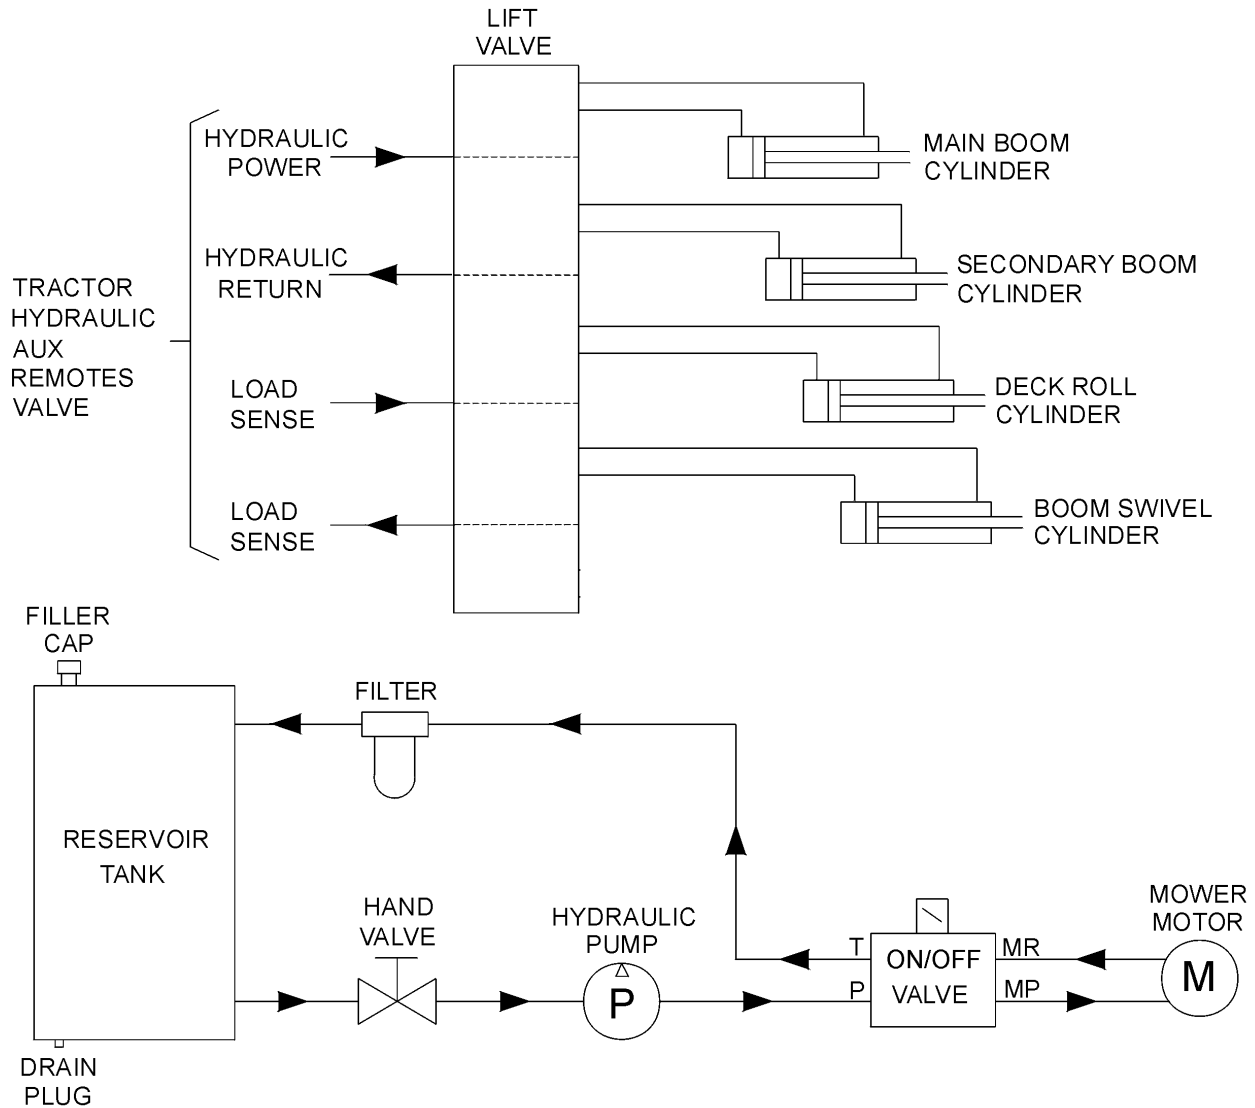 LIFT
VALVE
HYDRAULIC
POWER
HYDRAULIC
RETURN
TRACTOR
HYDRAULIC
AUX
REMOTES
VALVE
LOAD
SENSE
LOAD
SENSE
MAIN BOOM
CYLINDER
SECONDARY BOOM
CYLINDER
DECK ROLL
CYLINDER
BOOM SWIVEL
CYLINDER
FILLER
CAP
FILTER
RESERVOIR
TANK
HAND
VALVE
HYDRAULIC
PUMP
P
T
P
ON/OFF
VALVE
MR
MP
MOWER
MOTOR
M
DRAIN
PLUG